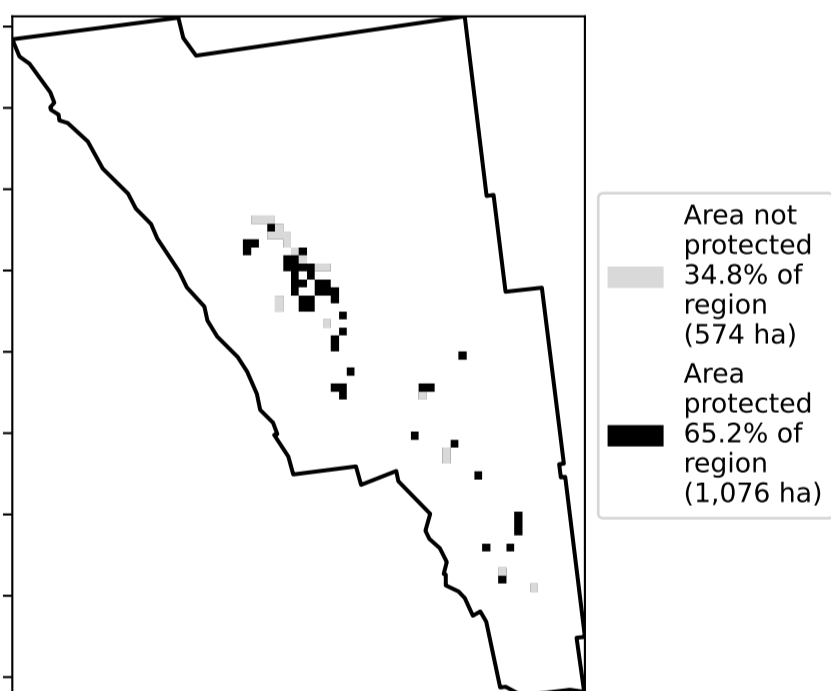 Area not
protected
34.8% of
region
(574 ha)
Area
protected
65.2% of
region
(1,076 ha)